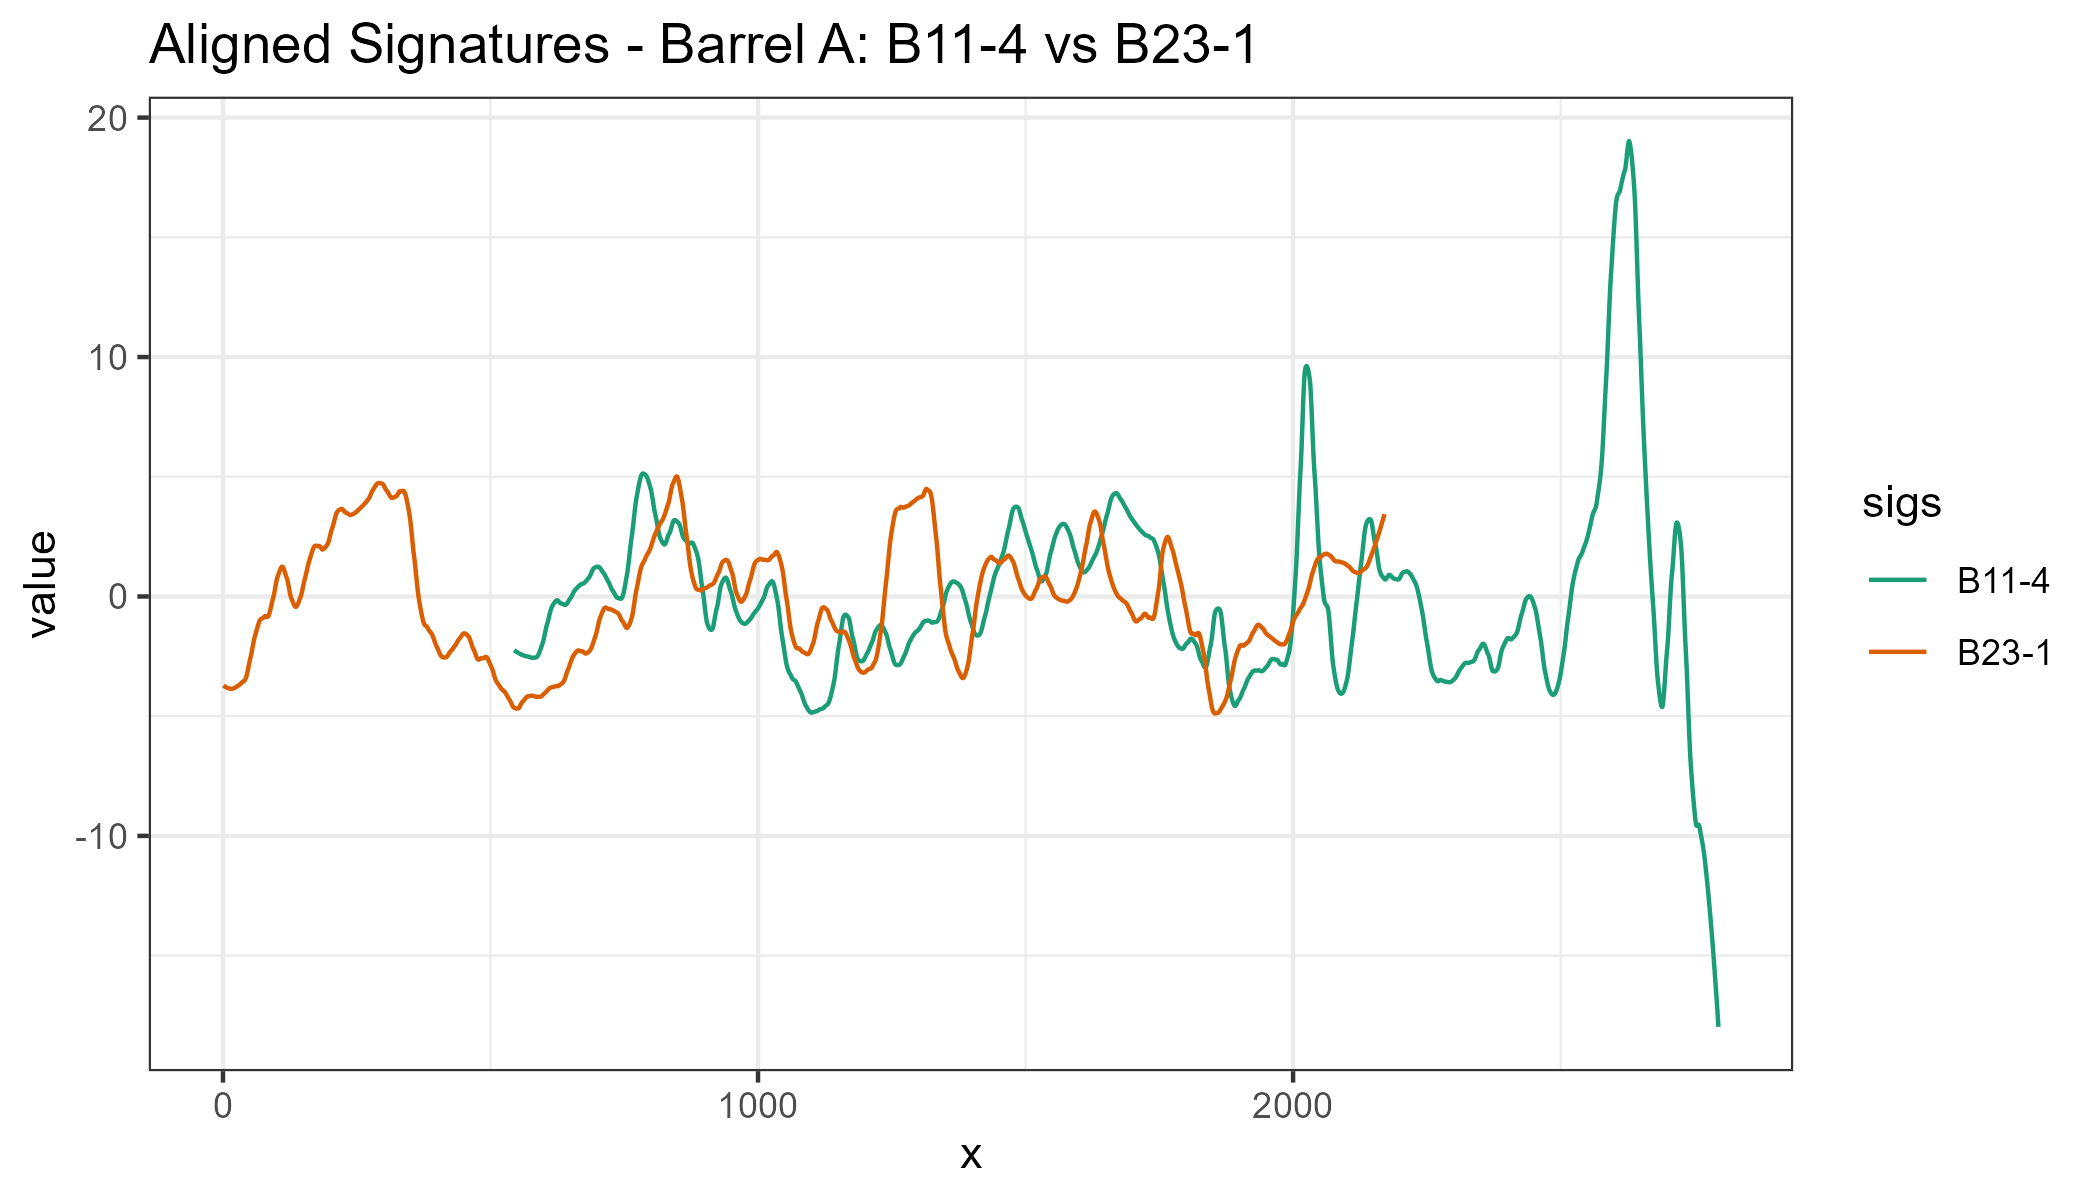 Aligned Signatures - Barrel A: B11-4 vs B23-1
20
10
0
-10
value
0
1000
2000
x
sigs
B11-4
B23-1